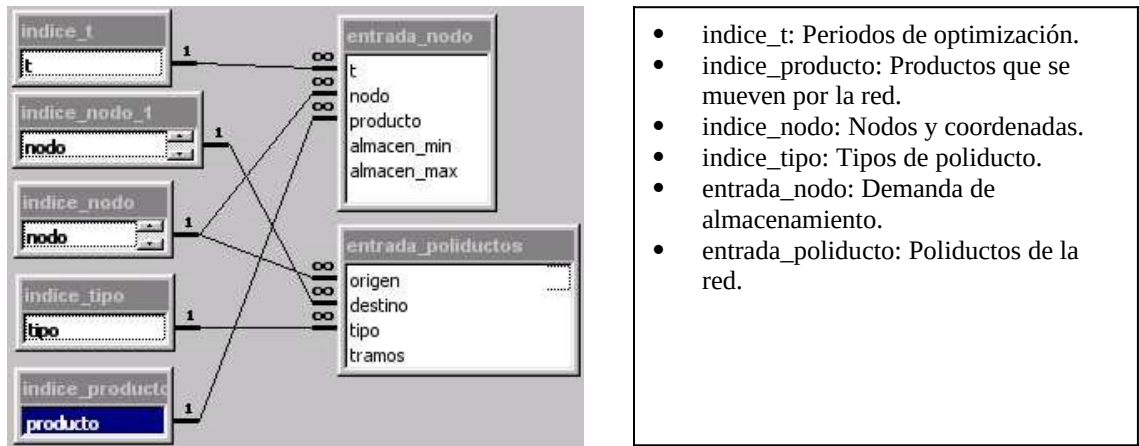 indice_t
t
indice_nodo_1
nodo
indice_nodo
nodo
indice_tipo
tipo
indice_producto
producto
1
1
1
1
1
∞
∞
∞
∞
∞
∞
entrada_nodo
t
nodo
producto
almacen_min
almacen_max
entrada_poliductos
origen
destino
tipo
tramos
• indice_t: Periodos de optimización.
• indice_producto: Productos que se
mueven por la red.
• indice_nodo: Nodos y coordenadas.
• indice_tipo: Tipos de poliducto.
• entrada_nodo: Demanda de
almacenamiento.
• entrada_poliducto: Poliductos de la
red.